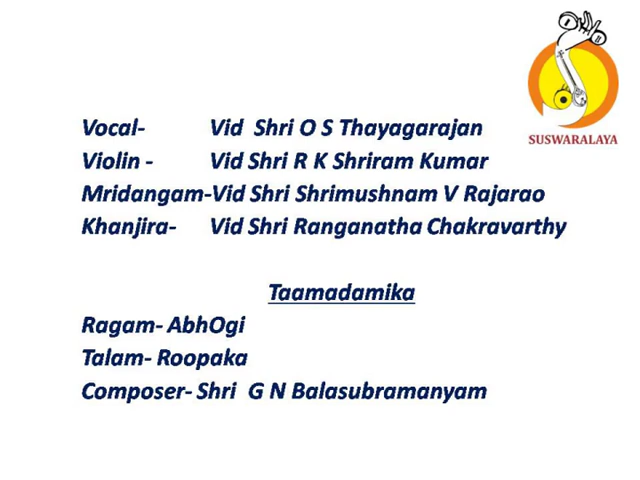 SUSWARALAYA
Vocal- Vid Shri O S Thayagarajan
Violin - Vid Shri R K Shriram Kumar
Mridangam-Vid Shri Shrimushnam V Rajarao
Khanjira- Vid Shri Ranganatha Chakravarthy
Taamadamika
Ragam- AbhOgi
Talam- Roopaka
Composer- Shri G N Balasubramanyam